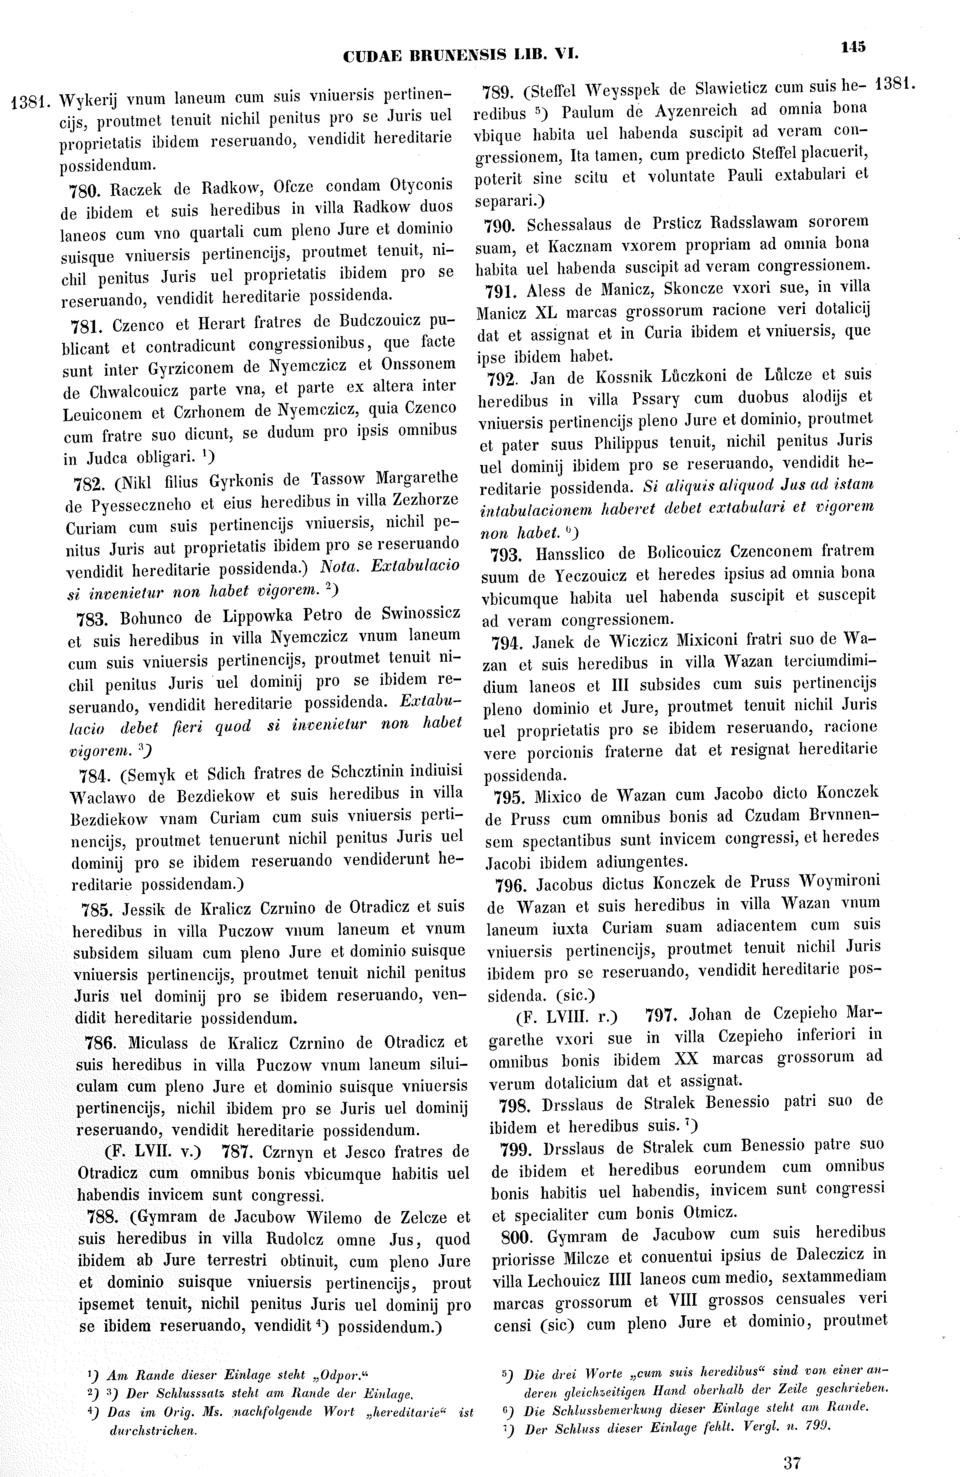 CUDAE BRUNENSIS LIB. VI.
145
1381. Wykerij vnum laneum cum suis vniuersis pertinen-
cijs, proutmet tenuit nichil penitus pro se Juris uel
proprietatis ibidem reseruando, vendidit hereditarie
possidendum.
780. Raczek de Radkow, Ofcze condam Otyconis
de ibidem et suis heredibus in villa Radkow duos
laneos cum vno quartali cum pleno Jure et dominio
suisque vniuersis pertinencijs, proutmet tenuit, ni-
chil penitus Juris uel proprietatis ibidem pro se
reseruando, vendidit hereditarie possidenda.
781. Czenco et Herart fratres de Budczouicz pu-
blicant et contradicunt congressionibus, que facte
sunt inter Gyrziconem de Nyemczicz et Onssonem
de Chwalcouicz parte vna, et parte ex altera inter
Leuiconem et Czrhonem de Nyemczicz, quia Czenco
cum fratre suo dicunt, se dudum pro ipsis omnibus
in Judca obligari. ¹)
782. (Nikl filius Gyrkonis de Tassow Margarethe
de Pyesseczneho et eius heredibus in villa Zezhorze
Curiam cum suis pertinencijs vniuersis, nichil pe-
nitus Juris aut proprietatis ibidem pro se reseruando
vendidit hereditarie possidenda.) Nota. Extabulacio
si invenietur non habet vigorem. ²)
783. Bohunco de Lippowka Petro de Swinossicz
et suis heredibus in villa Nyemczicz vnum laneum
cum suis vniuersis pertinencijs, proutmet tenuit ni-
chil penitus Juris uel dominij pro se ibidem re-
seruando, vendidit hereditarie possidenda. Extabu-
lacio debet fieri quod si invenietur non habet
vigorem. ³)
784. (Semyk et Sdich fratres de Schcztinin indiuisi
Waclawo de Bezdiekow et suis heredibus in villa
Bezdiekow vnam Curiam cum suis vniuersis perti-
nencijs, proutmet tenuerunt nichil penitus Juris uel
dominij pro se ibidem reseruando vendiderunt he-
reditarie possidendam.)
785. Jessik de Kralicz Czrnino de Otradicz et suis
heredibus in villa Puczow vnum laneum et vnum
subsidem siluam cum pleno Jure et dominio suisque
vniuersis pertinencijs, proutmet tenuit nichil penitus
Juris uel dominij pro se ibidem reseruando, ven-
didit hereditarie possidendum.
786. Miculass de Kralicz Czrnino de Otradicz et
suis heredibus in villa Puczow vnum laneum silui-
culam cum pleno Jure et dominio suisque vniuersis
pertinencijs, nichil ibidem pro se Juris uel dominij
reseruando, vendidit hereditarie possidendum.
(F. LVII. v.) 787. Czrnyn et Jesco fratres de
Otradicz cum omnibus bonis vbicumque habitis uel
habendis invicem sunt congressi.
788. (Gymram de Jacubow Wilemo de Zelcze et
suis heredibus in villa Rudolcz omne Jus, quod
ibidem ab Jure terrestri obtinuit, cum pleno Jure
et dominio suisque vniuersis pertinencijs, prout
ipsemet tenuit, nichil penitus Juris uel dominij pro
se ibidem reseruando, vendidit ⁴) possidendum.)
789. (Steffel Weysspek de Slawieticz cum suis he- 1381.
redibus ⁵) Paulum de Ayzenreich ad omnia bona
vbique habita uel habenda suscipit ad veram con-
gressionem, Ita tamen, cum predicto Steffel placuerit,
poterit sine scitu et voluntate Pauli extabulari et
separari.)
790. Schessalaus de Prsticz Radsslawam sororem
suam, et Kacznam vxorem propriam ad omnia bona
habita uel habenda suscipit ad veram congressionem.
791. Aless de Manicz, Skoncze vxori sue, in villa
Manicz XL marcas grossorum racione veri dotalicij
dat et assignat et in Curia ibidem et vniuersis, que
ipse ibidem habet.
792. Jan de Kossnik Lůczkoni de Lůlcze et suis
heredibus in villa Pssary cum duobus alodijs et
vniuersis pertinencijs pleno Jure et dominio, proutmet
et pater suus Philippus tenuit, nichil penitus Juris
uel dominij ibidem pro se reseruando, vendidit he-
reditarie possidenda. Si aliquis aliquod Jus ad istam
intabulacionem haberet debet extabulari et vigorem
non habet. ⁶)
793. Hansslico de Bolicouicz Czenconem fratrem
suum de Yeczouicz et heredes ipsius ad omnia bona
vbicumque habita uel habenda suscipit et suscepit
ad veram congressionem.
794. Janek de Wiczicz Mixiconi fratri suo de Wa-
zan et suis heredibus in villa Wazan terciumdimi-
dium laneos et III subsides cum suis pertinencijs
pleno dominio et Jure, proutmet tenuit nichil Juris
uel proprietatis pro se ibidem reseruando, racione
vere porcionis fraterne dat et resignat hereditarie
possidenda.
795. Mixico de Wazan cum Jacobo dicto Konczek
de Pruss cum omnibus bonis ad Czudam Brvnnen-
sem spectantibus sunt invicem congressi, et heredes
Jacobi ibidem adiungentes.
796. Jacobus dictus Konczek de Pruss Woymironi
de Wazan et suis heredibus in villa Wazan vnum
laneum iuxta Curiam suam adiacentem cum suis
vniuersis pertinencijs, proutmet tenuit nichil Juris
ibidem pro se reseruando, vendidit hereditarie pos-
sidenda. (sic.)
(F. LVIII. r.) 797. Johan de Czepieho Mar-
garethe vxori sue in villa Czepieho inferiori in
omnibus bonis ibidem XX marcas grossorum ad
verum dotalicium dat et assignat.
798. Drsslaus de Stralek Benessio patri suo de
ibidem et heredibus suis. ⁷)
799. Drsslaus de Stralek cum Benessio patre suo
de ibidem et heredibus eorundem cum omnibus
bonis habitis uel habendis, invicem sunt congressi
et specialiter cum bonis Otmicz.
800. Gymram de Jacubow cum suis heredibus
priorisse Milcze et conuentui ipsius de Daleczicz in
villa Lechouicz IIII laneos cum medio, sextammediam
marcas grossorum et VIII grossos censuales veri
censi (sic) cum pleno Jure et dominio, proutmet
¹) Am Rande dieser Einlage steht „Odpor.“
²) ³) Der Schlusssatz steht am Rande der Einlage.
⁴) Das im Orig. Ms. nachfolgende Wort „hereditarie“ ist
durchstrichen.
⁵) Die drei Worte „cum suis heredibus“ sind von einer an-
deren gleichzeitigen Hand oberhalb der Zeile geschrieben.
⁶) Die Schlussbemerkung dieser Einlage steht am Rande.
⁷) Der Schluss dieser Einlage fehlt. Vergl. n. 799.
37